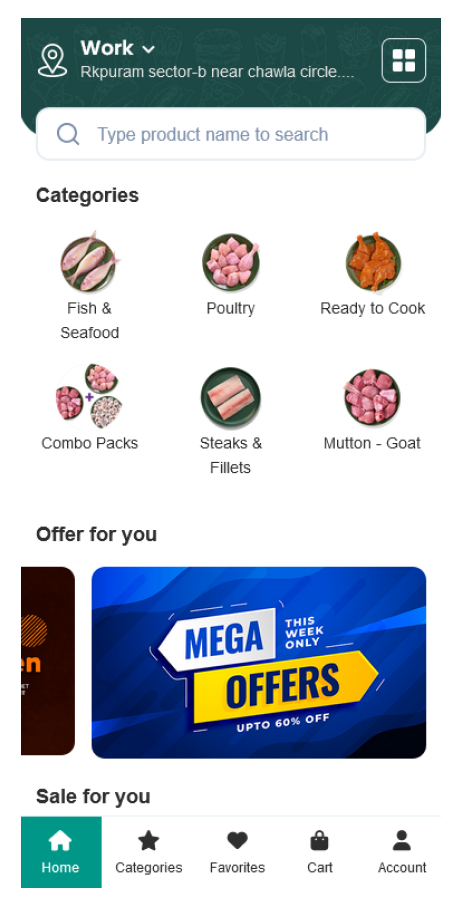 Work
Rkpuram sector-b near chawla circle....
Type product name to search
Categories
Fish &
Seafood
Poultry
Ready to Cook
Combo Packs
Steaks &
Fillets
Mutton - Goat
Offer for you
MEGA
THIS
WEEK
ONLY
OFFERS
UPTO 60% OFF
Sale for you
Home
Categories
Favorites
Cart
Account